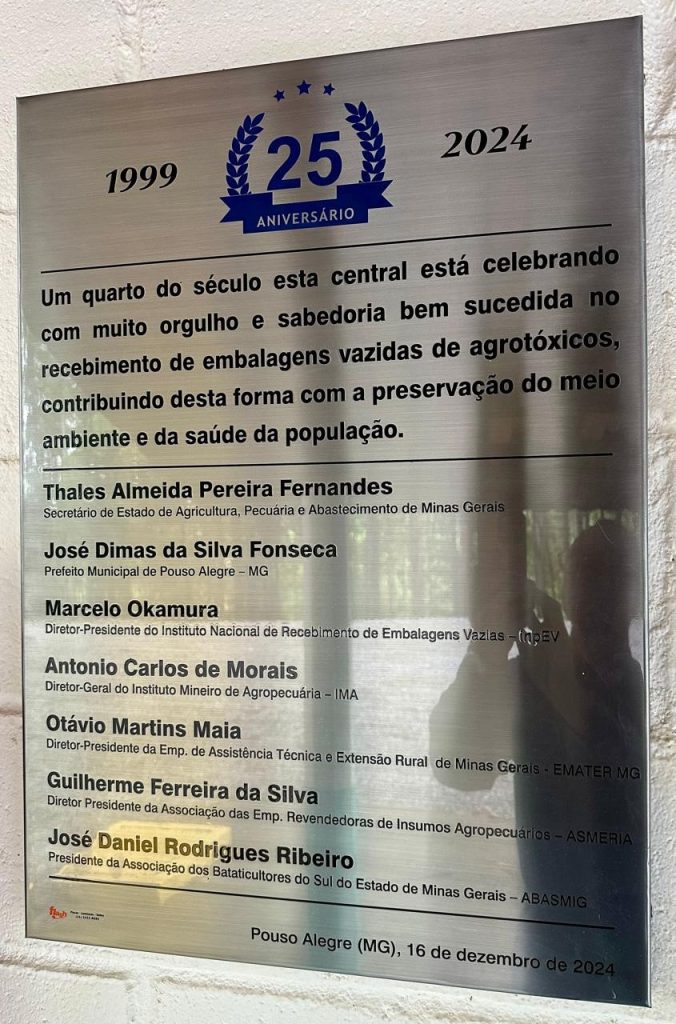 1999
25
2024
ANIVERSÁRIO
Um quarto do século esta central está celebrando
com muito orgulho e sabedoria bem sucedida no
recebimento de embalagens vazidas de agrotóxicos,
contribuindo desta forma com a preservação do meio
ambiente e da saúde da população.
Thales Almeida Pereira Fernandes
Secretário de Estado de Agricultura, Pecuária e Abastecimento de Minas Gerais
José Dimas da Silva Fonseca
Prefeito Municipal de Pouso Alegre – MG
Marcelo Okamura
Diretor-Presidente do Instituto Nacional de Recebimento de Embalagens Vazias – InpEV
Antonio Carlos de Morais
Diretor-Geral do Instituto Mineiro de Agropecuária – IMA
Otávio Martins Maia
Diretor-Presidente da Emp. de Assistência Técnica e Extensão Rural de Minas Gerais - EMATER MG
Guilherme Ferreira da Silva
Diretor Presidente da Associação das Emp. Revendedoras de Insumos Agropecuários – ASMERIA
José Daniel Rodrigues Ribeiro
Presidente da Associação dos Bataticultores do Sul do Estado de Minas Gerais – ABASMIG
flash
Pouso Alegre (MG), 16 de dezembro de 2024